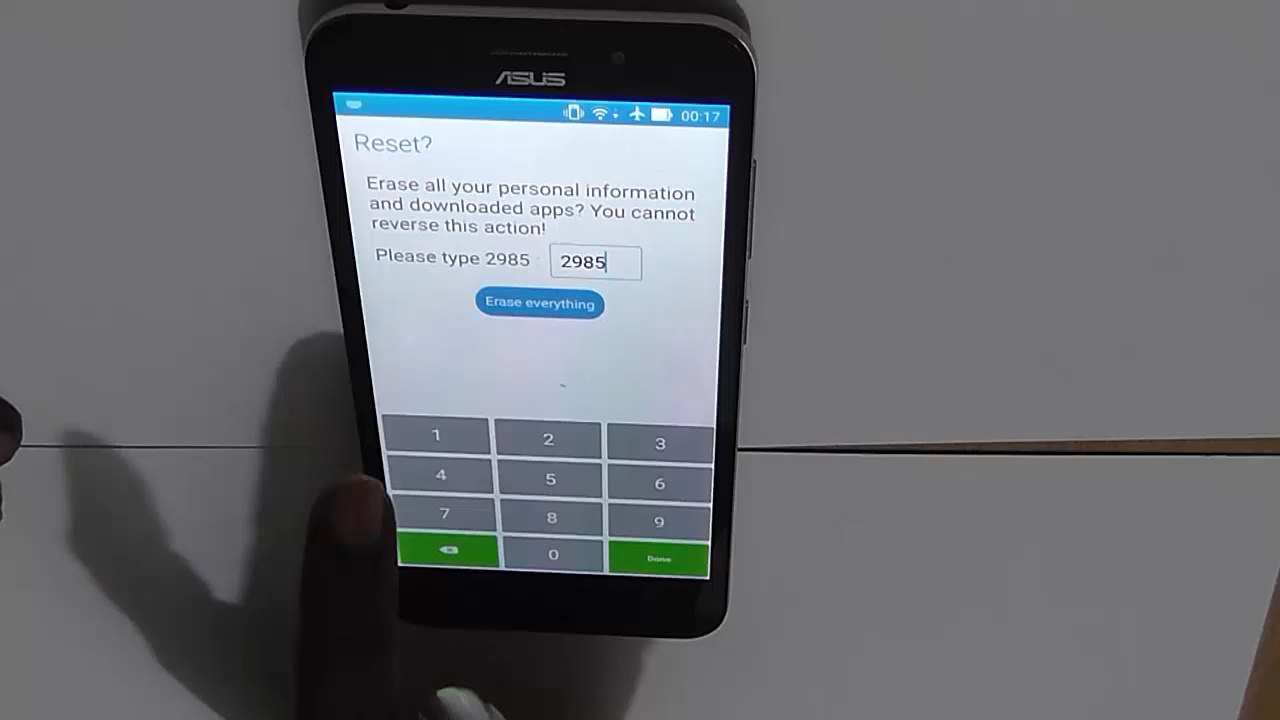 ASUS
00:17
Reset?
Erase all your personal information
and downloaded apps? You cannot
reverse this action!
Please type 2985 2985
Erase everything
1 2 3
4 5 6
7 8 9
0 Done